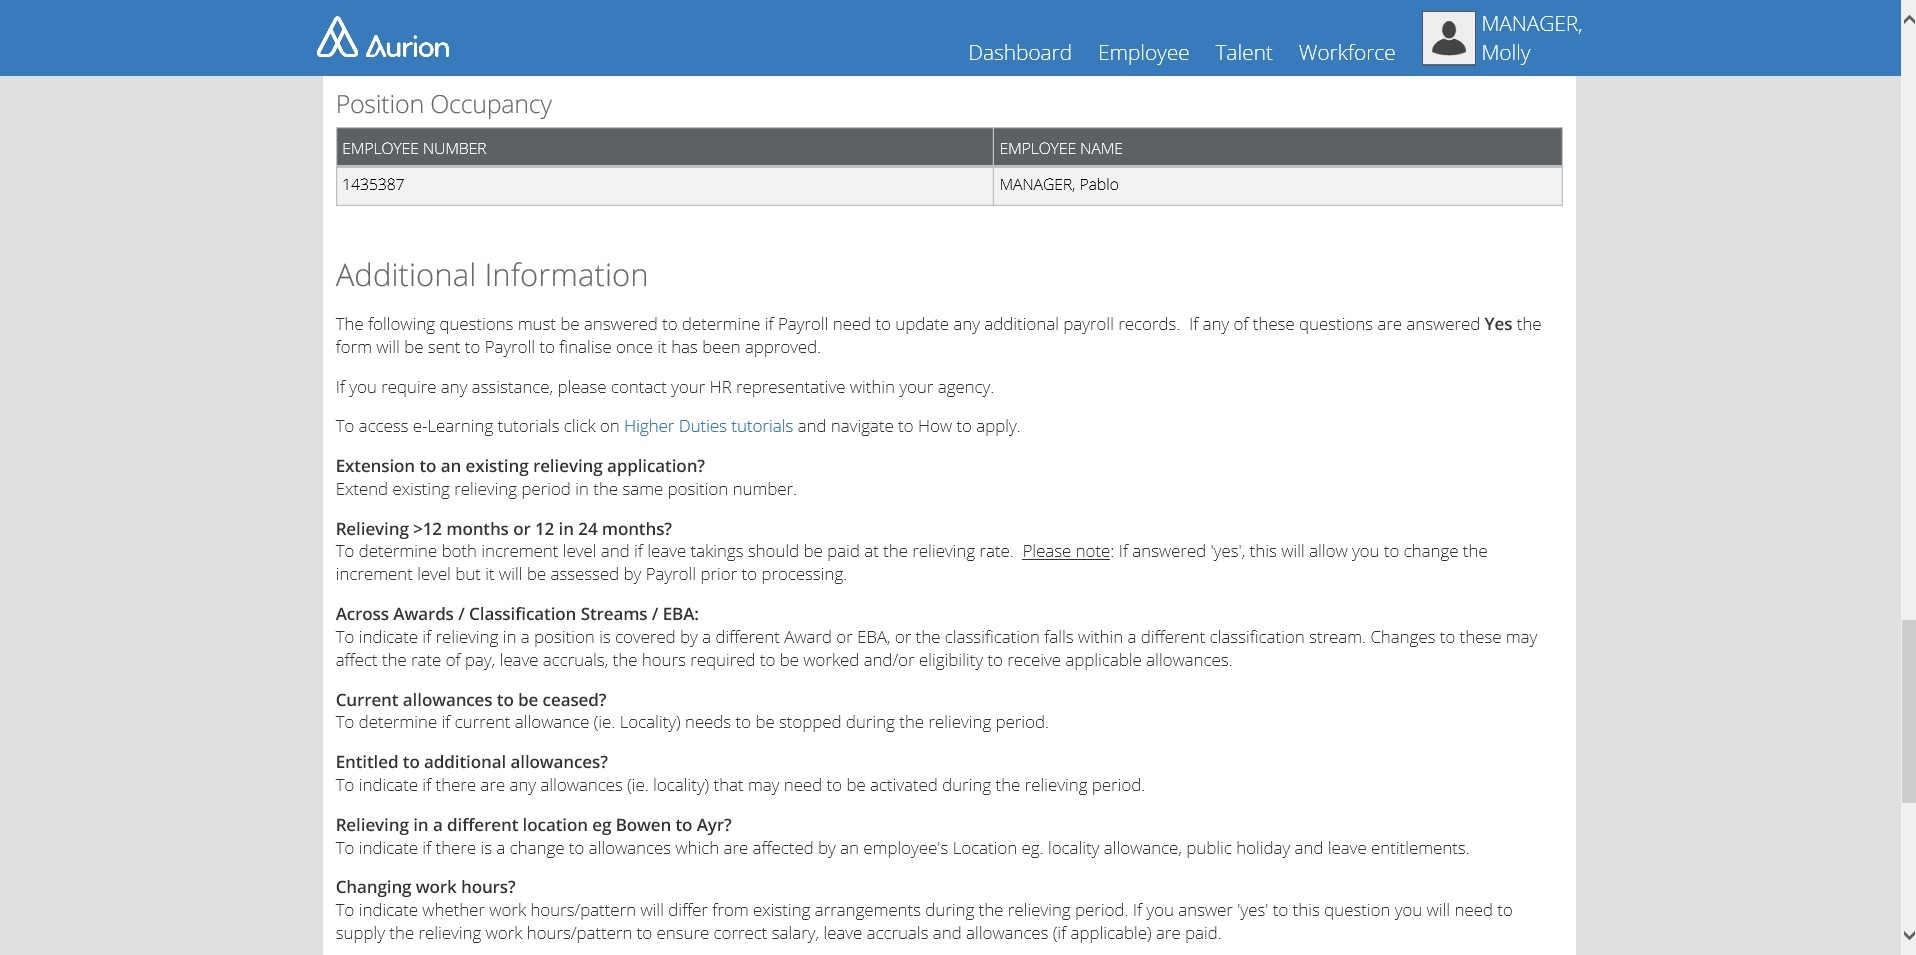 Aurion
Dashboard Employee Talent Workforce MANAGER,
Molly
Position Occupancy
EMPLOYEE NUMBER EMPLOYEE NAME
1435387 MANAGER, Pablo
Additional Information
The following questions must be answered to determine if Payroll need to update any additional payroll records.  If any of these questions are answered Yes the
form will be sent to Payroll to finalise once it has been approved.
If you require any assistance, please contact your HR representative within your agency.
To access e-Learning tutorials click on Higher Duties tutorials and navigate to How to apply.
Extension to an existing relieving application?
Extend existing relieving period in the same position number.
Relieving >12 months or 12 in 24 months?
To determine both increment level and if leave takings should be paid at the relieving rate.  Please note: If answered 'yes', this will allow you to change the
increment level but it will be assessed by Payroll prior to processing.
Across Awards / Classification Streams / EBA:
To indicate if relieving in a position is covered by a different Award or EBA, or the classification falls within a different classification stream. Changes to these may
affect the rate of pay, leave accruals, the hours required to be worked and/or eligibility to receive applicable allowances.
Current allowances to be ceased?
To determine if current allowance (ie. Locality) needs to be stopped during the relieving period.
Entitled to additional allowances?
To indicate if there are any allowances (ie. locality) that may need to be activated during the relieving period.
Relieving in a different location eg Bowen to Ayr?
To indicate if there is a change to allowances which are affected by an employee's Location eg. locality allowance, public holiday and leave entitlements.
Changing work hours?
To indicate whether work hours/pattern will differ from existing arrangements during the relieving period. If you answer 'yes' to this question you will need to
supply the relieving work hours/pattern to ensure correct salary, leave accruals and allowances (if applicable) are paid.